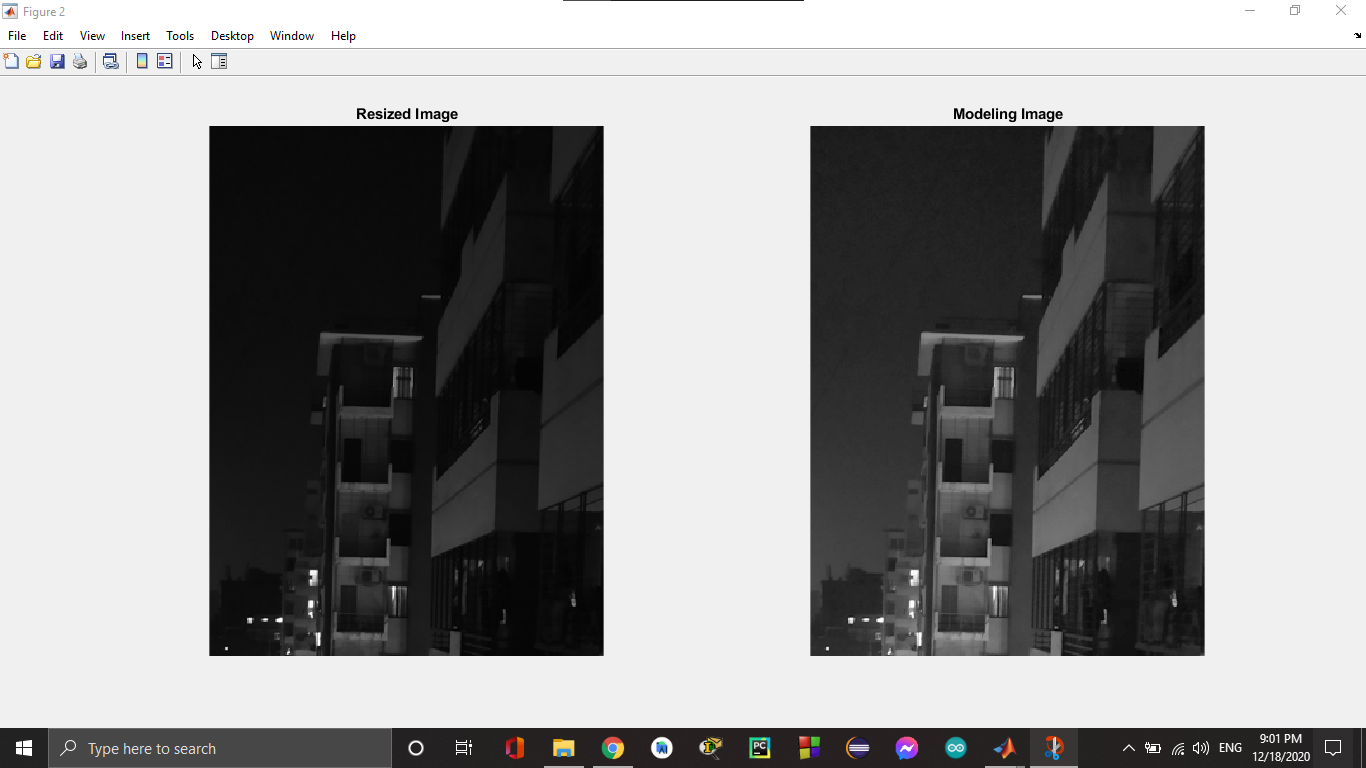 Figure 2
File Edit View Insert Tools Desktop Window Help
Resized Image
Modeling Image
Type here to search
PC
ENG
9:01 PM
12/18/2020